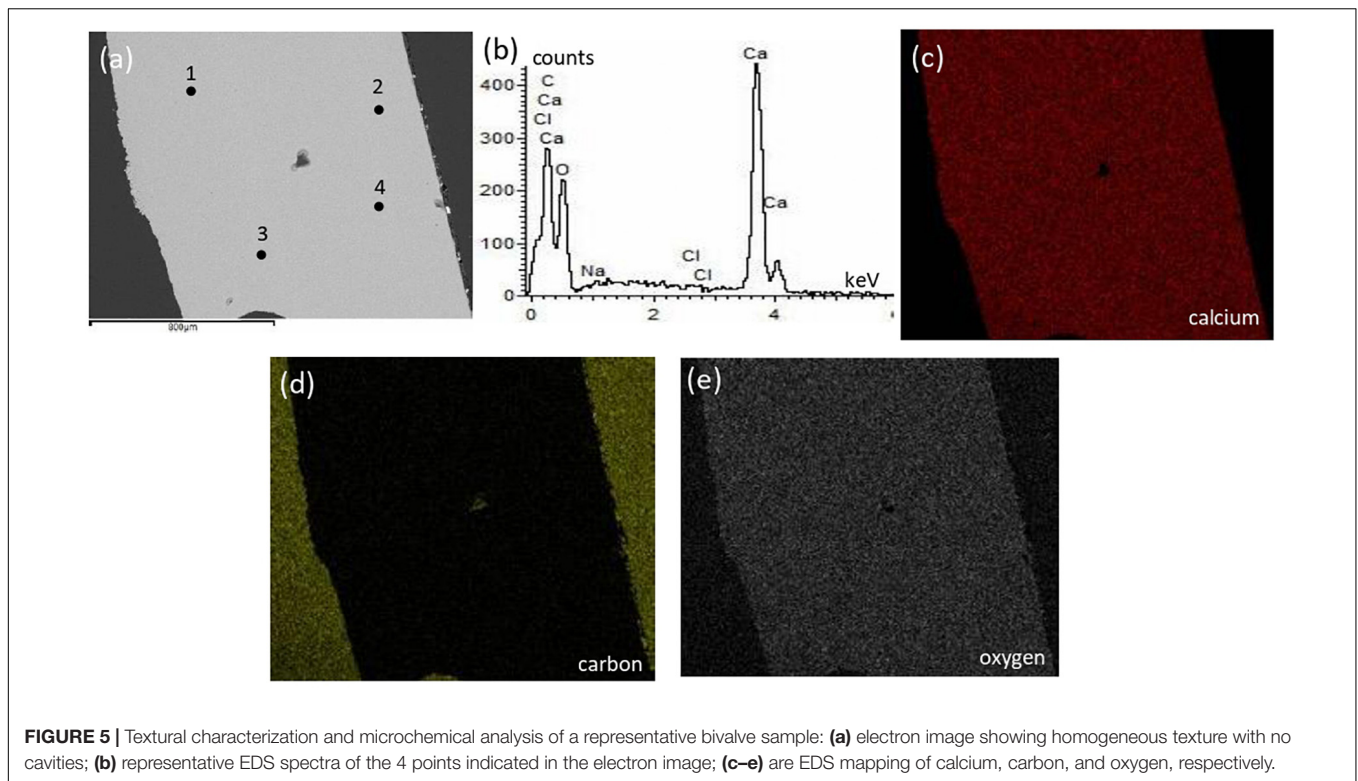 (a)
1
2
3
4
800µm
(b)
counts
400
300
200
100
0
C
Ca
Cl
Ca
O
Na
Cl
Cl
Ca
Ca
keV
0
2
4
(c)
calcium
(d)
carbon
(e)
oxygen
FIGURE 5 | Textural characterization and microchemical analysis of a representative bivalve sample: (a) electron image showing homogeneous texture with no
cavities; (b) representative EDS spectra of the 4 points indicated in the electron image; (c–e) are EDS mapping of calcium, carbon, and oxygen, respectively.